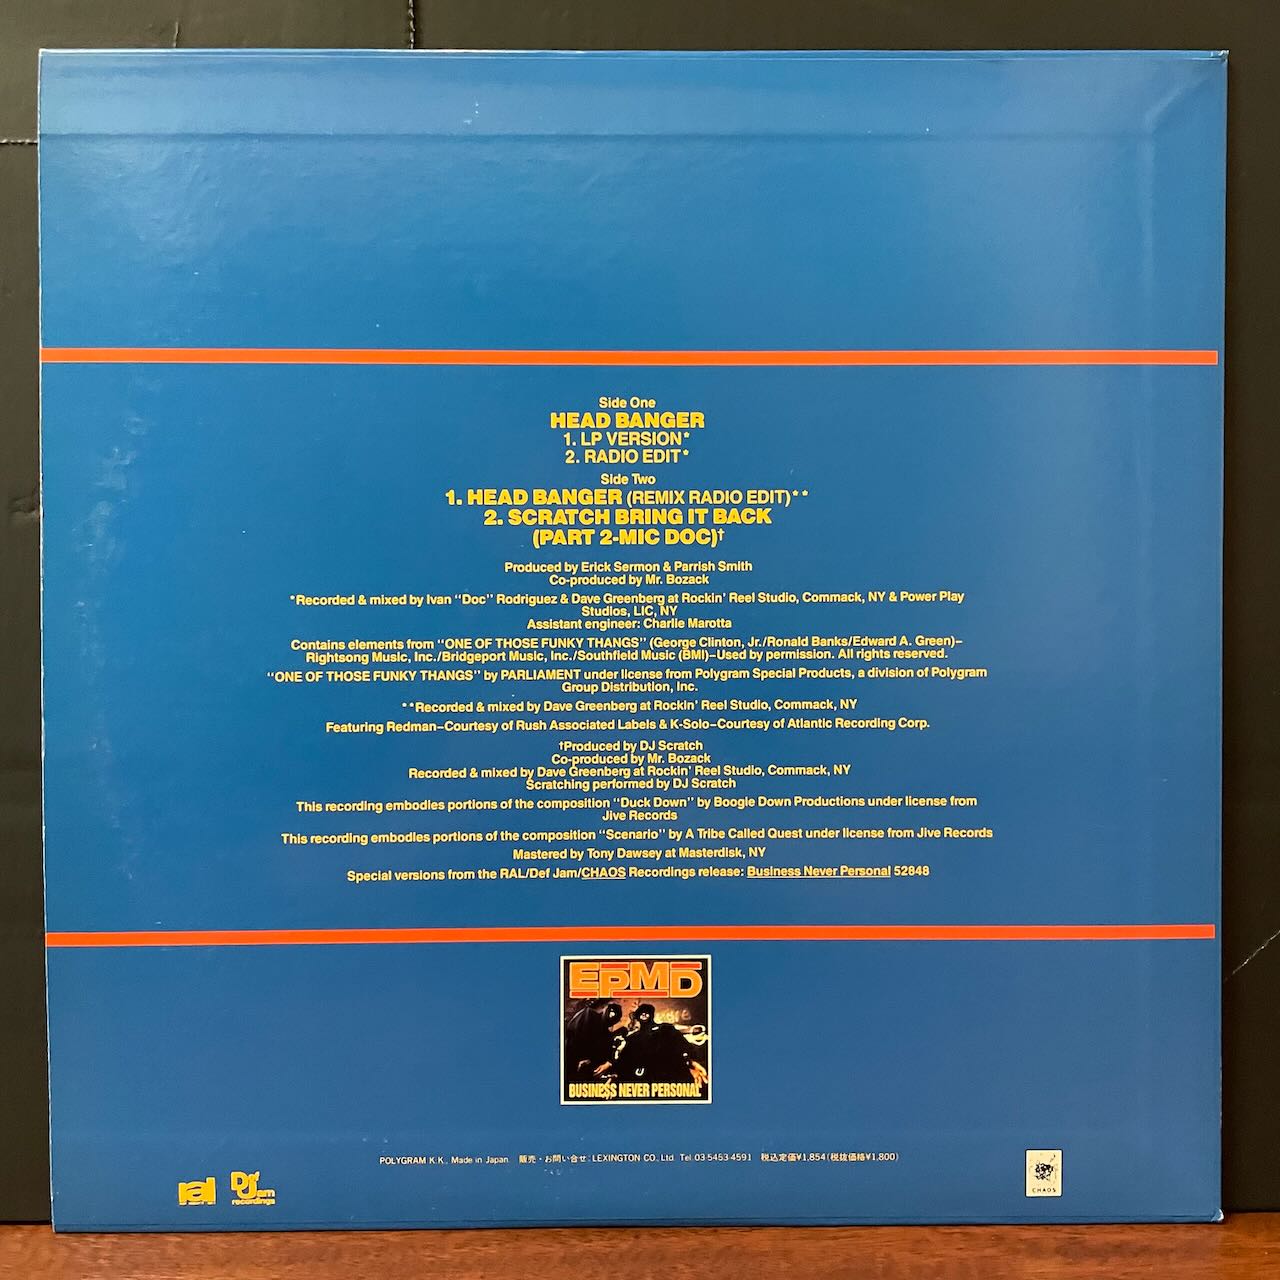 Side One
HEAD BANGER
1. LP VERSION*
2. RADIO EDIT*
Side Two
1. HEAD BANGER (REMIX RADIO EDIT)**
2. SCRATCH BRING IT BACK
(PART 2-MIC DOC)†
Produced by Erick Sermon & Parrish Smith
Co-produced by Mr. Bozack
*Recorded & mixed by Ivan "Doc" Rodriguez & Dave Greenberg at Rockin' Reel Studio, Commack, NY & Power Play
Studios, LIC, NY
Assistant engineer: Charlie Marotta
Contains elements from "ONE OF THOSE FUNKY THANGS" (George Clinton, Jr./Ronald Banks/Edward A. Green)–
Rightsong Music, Inc./Bridgeport Music, Inc./Southfield Music (BMI)–Used by permission. All rights reserved.
"ONE OF THOSE FUNKY THANGS" by PARLIAMENT under license from Polygram Special Products, a division of Polygram
Group Distribution, Inc.
**Recorded & mixed by Dave Greenberg at Rockin' Reel Studio, Commack, NY
Featuring Redman–Courtesy of Rush Associated Labels & K-Solo–Courtesy of Atlantic Recording Corp.
†Produced by DJ Scratch
Co-produced by Mr. Bozack
Recorded & mixed by Dave Greenberg at Rockin' Reel Studio, Commack, NY
Scratching performed by DJ Scratch
This recording embodies portions of the composition "Duck Down" by Boogie Down Productions under license from
Jive Records
This recording embodies portions of the composition "Scenario" by A Tribe Called Quest under license from Jive Records
Mastered by Tony Dawsey at Masterdisk, NY
Special versions from the RAL/Def Jam/CHAOS Recordings release: Business Never Personal 52848
EPMD
BUSINESS NEVER PERSONAL
POLYGRAM K.K., Made in Japan. 販売・お問い合せ:LEXINGTON CO., Ltd. Tel.03-5453-4591 税込定価¥1,854(税抜価格¥1,800)
ral
Def Jam
recordings
CHAOS